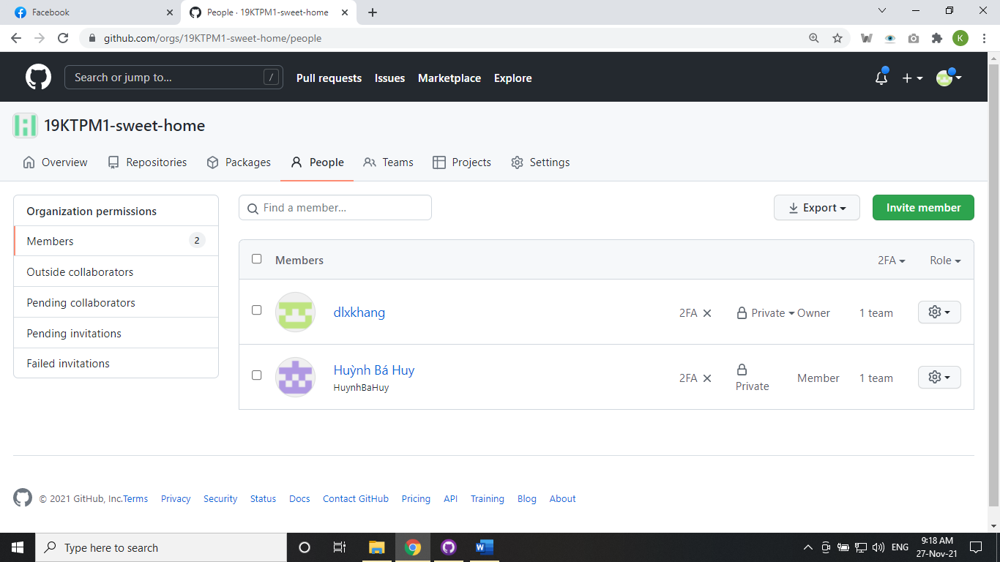 Facebook
People · 19KTPM1-sweet-home
github.com/orgs/19KTPM1-sweet-home/people
K
Search or jump to... /
Pull requests Issues Marketplace Explore
19KTPM1-sweet-home
Overview Repositories Packages People Teams Projects Settings
Organization permissions
Members 2
Outside collaborators
Pending collaborators
Pending invitations
Failed invitations
Find a member...
Export
Invite member
Members 2FA Role
dlxkhang 2FA Private Owner 1 team
Huỳnh Bá Huy
HuynhBaHuy
2FA Private Member 1 team
© 2021 GitHub, Inc. Terms Privacy Security Status Docs Contact GitHub Pricing API Training Blog About
Type here to search
ENG
9:18 AM
27-Nov-21